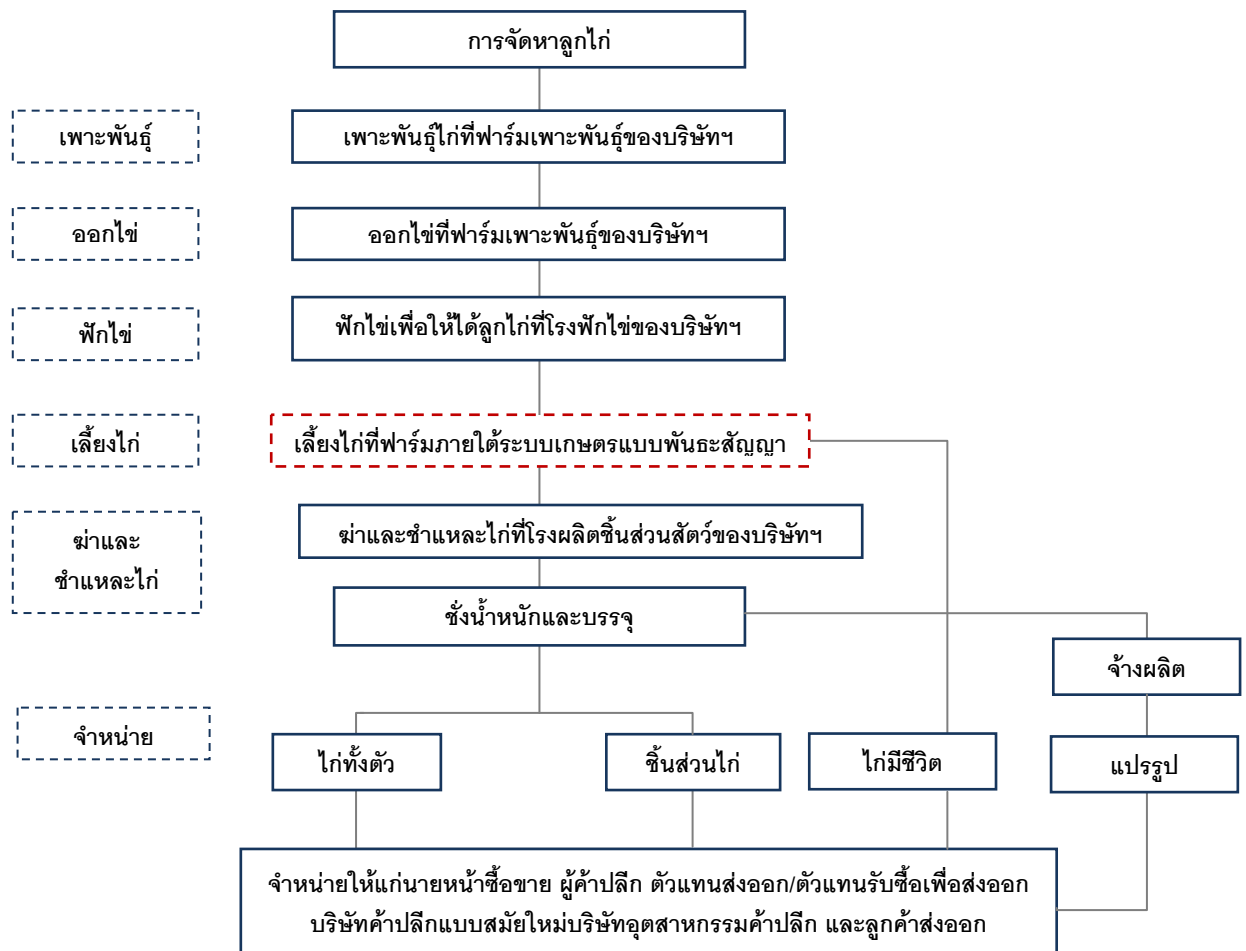 การจัดหาลูกไก่
เพาะพันธุ์
เพาะพันธุ์ไก่ที่ฟาร์มเพาะพันธุ์ของบริษัทฯ
ออกไข่
ออกไข่ที่ฟาร์มเพาะพันธุ์ของบริษัทฯ
ฟักไข่
ฟักไข่เพื่อให้ได้ลูกไก่ที่โรงฟักไข่ของบริษัทฯ
เลี้ยงไก่
เลี้ยงไก่ที่ฟาร์มภายใต้ระบบเกษตรแบบพันธะสัญญา
ฆ่าและ
ชำแหละไก่
ฆ่าและชำแหละไก่ที่โรงผลิตชิ้นส่วนสัตว์ของบริษัทฯ
ชั่งน้ำหนักและบรรจุ
จ้างผลิต
จำหน่าย
ไก่ทั้งตัว
ชิ้นส่วนไก่
ไก่มีชีวิต
แปรรูป
จำหน่ายให้แก่นายหน้าซื้อขาย ผู้ค้าปลีก ตัวแทนส่งออก/ตัวแทนรับซื้อเพื่อส่งออก
บริษัทค้าปลีกแบบสมัยใหม่บริษัทอุตสาหกรรมค้าปลีก และลูกค้าส่งออก